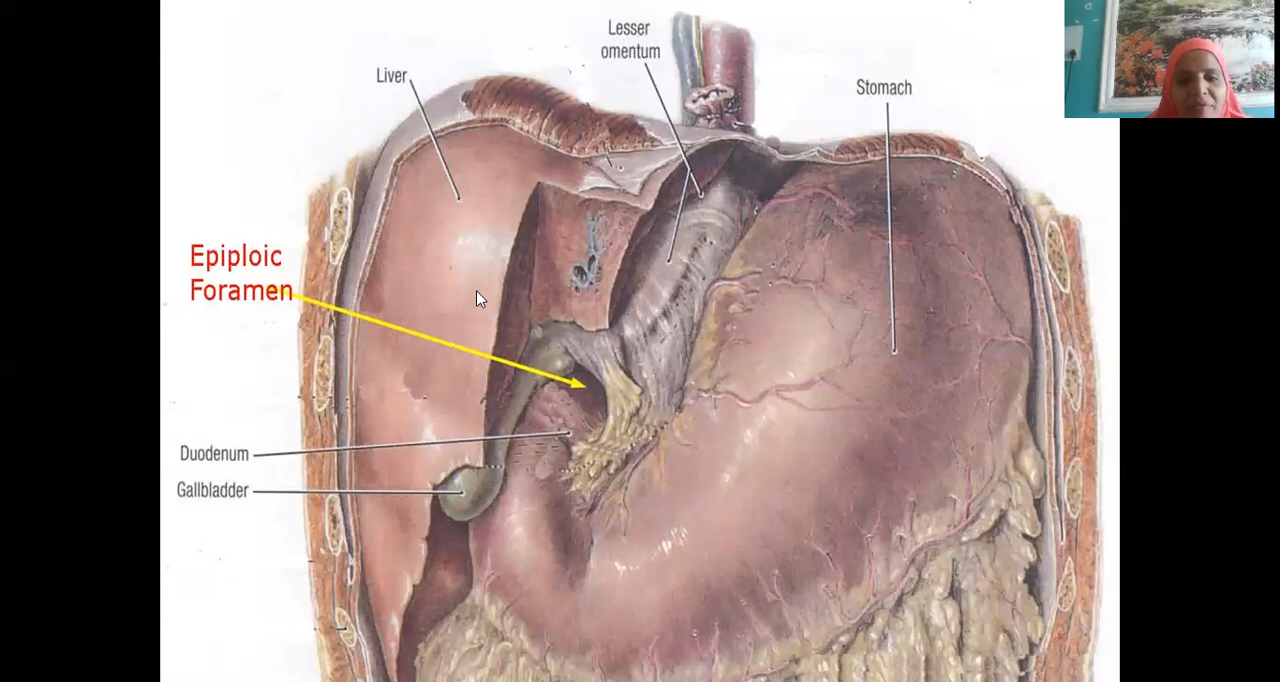 Lesser
omentum
Liver
Stomach
Epiploic
Foramen
Duodenum
Gallbladder